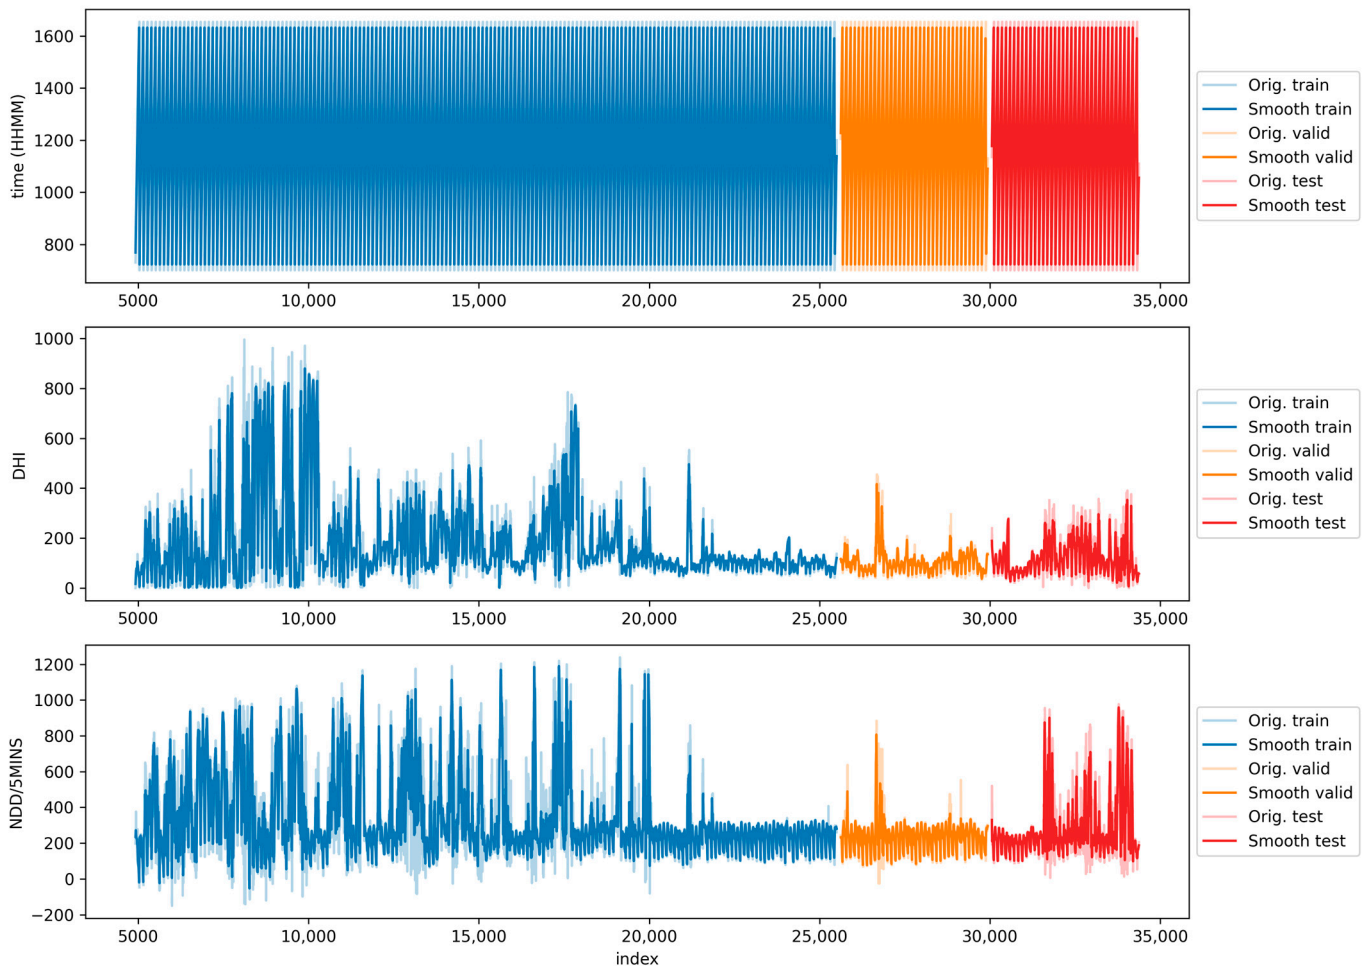 time (HHMM)
1600
1400
1200
1000
800
5000 10,000 15,000 20,000 25,000 30,000 35,000
Orig. train
Smooth train
Orig. valid
Smooth valid
Orig. test
Smooth test
DHI
1000
800
600
400
200
0
5000 10,000 15,000 20,000 25,000 30,000 35,000
Orig. train
Smooth train
Orig. valid
Smooth valid
Orig. test
Smooth test
NDD/5MINS
1200
1000
800
600
400
200
0
−200
5000 10,000 15,000 20,000 25,000 30,000 35,000
index
Orig. train
Smooth train
Orig. valid
Smooth valid
Orig. test
Smooth test